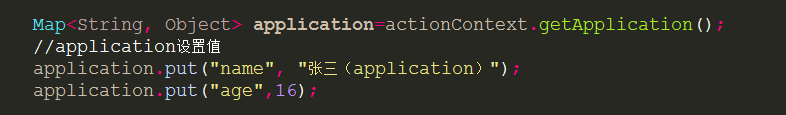 Map<String, Object> application=actionContext.getApplication();
//application设置值
application.put("name", "张三（application）");
application.put("age",16);